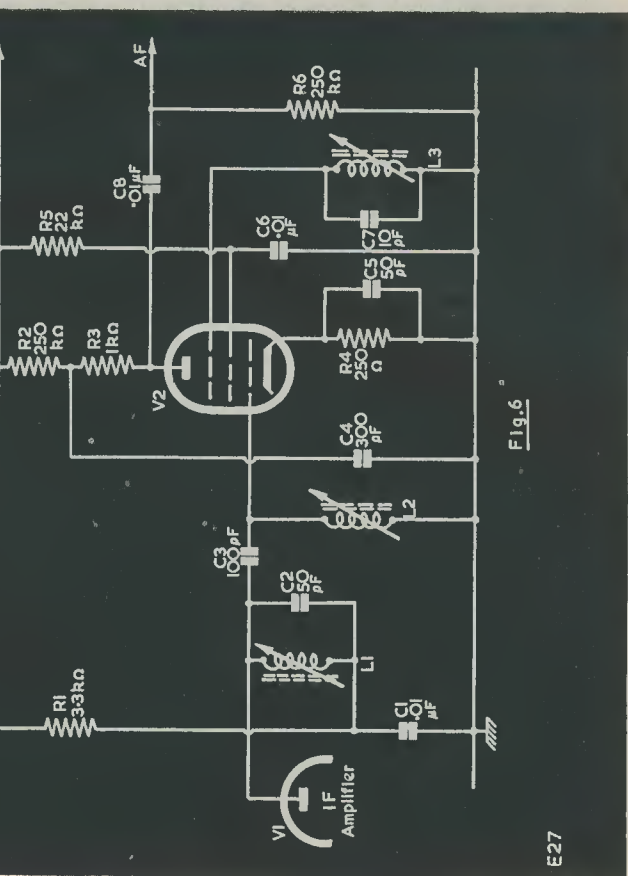 R1
3·3kΩ
R2
250
kΩ
R3
1kΩ
R5
22
kΩ
C8
·01μF
AF
V2
R6
250
kΩ
C3
100pF
C6
·01
μF
L3
C7
10
pF
C5
50
pF
R4
250
Ω
C4
300
pF
L2
C2
50
pF
L1
C1
·01
μF
V1
IF
Amplifier
Fig.6
E27